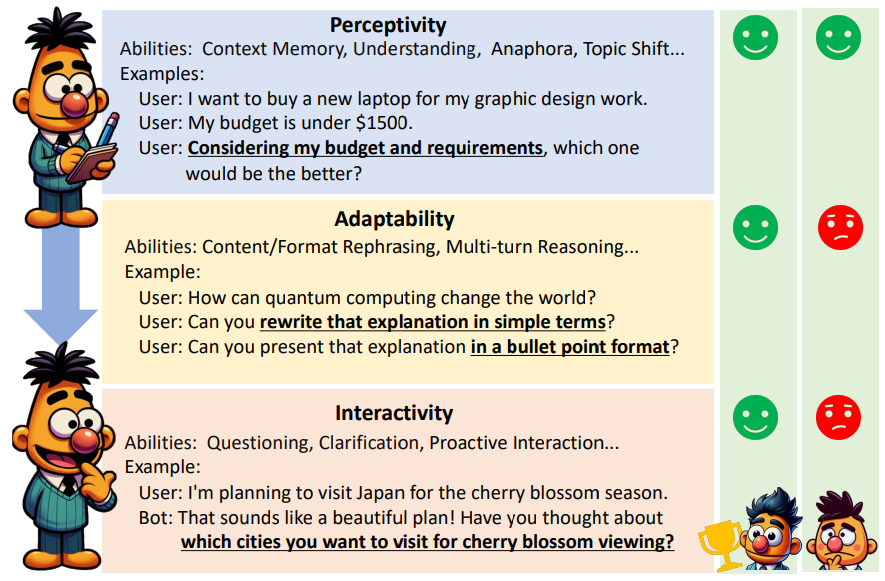 Perceptivity
Abilities: Context Memory, Understanding, Anaphora, Topic Shift...
Examples:
User: I want to buy a new laptop for my graphic design work.
User: My budget is under $1500.
User: Considering my budget and requirements, which one
would be the better?
Adaptability
Abilities: Content/Format Rephrasing, Multi-turn Reasoning...
Example:
User: How can quantum computing change the world?
User: Can you rewrite that explanation in simple terms?
User: Can you present that explanation in a bullet point format?
Interactivity
Abilities: Questioning, Clarification, Proactive Interaction...
Example:
User: I'm planning to visit Japan for the cherry blossom season.
Bot: That sounds like a beautiful plan! Have you thought about
which cities you want to visit for cherry blossom viewing?